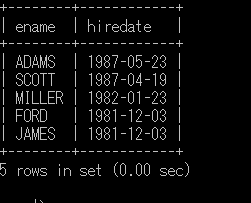 +--------+------------+
| ename | hiredate |
+--------+------------+
| ADAMS | 1987-05-23 |
| SCOTT | 1987-04-19 |
| MILLER | 1982-01-23 |
| FORD | 1981-12-03 |
| JAMES | 1981-12-03 |
+--------+------------+
5 rows in set (0.00 sec)